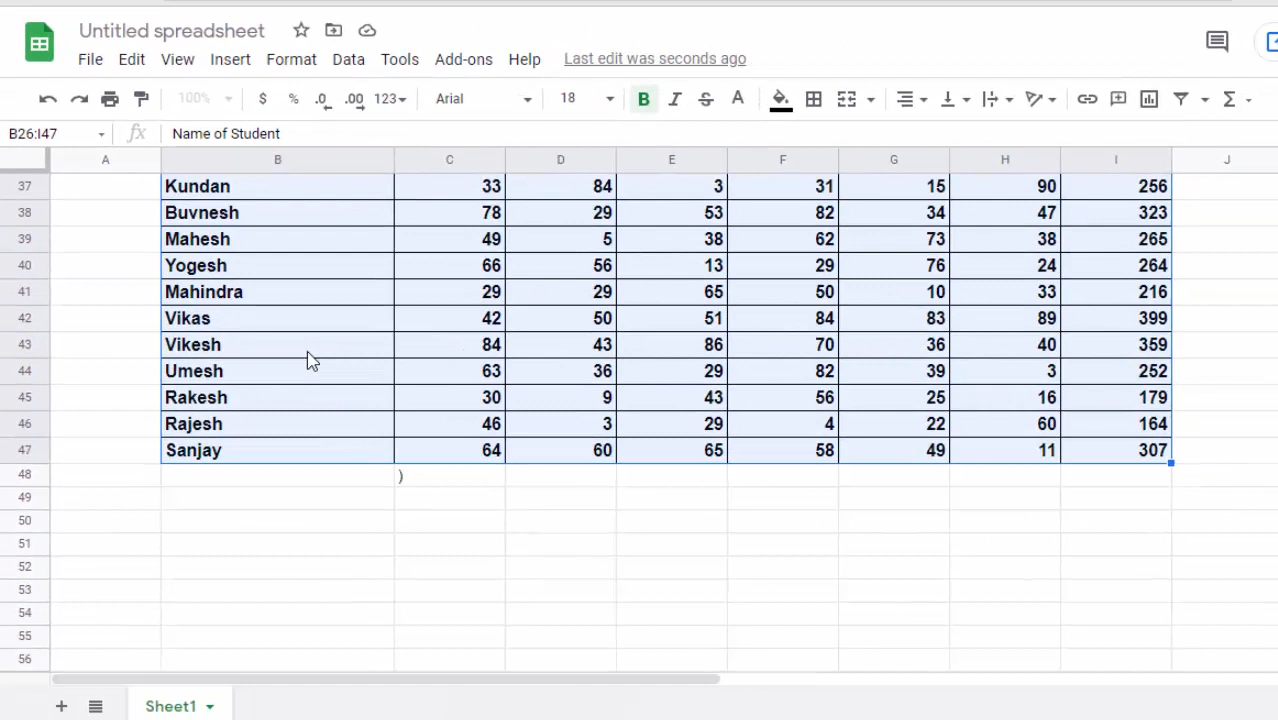 Untitled spreadsheet
File Edit View Insert Format Data Tools Add-ons Help Last edit was seconds ago
100% $ % .0 .00 123 Arial 18 B I S A
B26:I47 fx Name of Student
A B C D E F G H I J
37 Kundan 33 84 3 31 15 90 256
38 Buvnesh 78 29 53 82 34 47 323
39 Mahesh 49 5 38 62 73 38 265
40 Yogesh 66 56 13 29 76 24 264
41 Mahindra 29 29 65 50 10 33 216
42 Vikas 42 50 51 84 83 89 399
43 Vikesh 84 43 86 70 36 40 359
44 Umesh 63 36 29 82 39 3 252
45 Rakesh 30 9 43 56 25 16 179
46 Rajesh 46 3 29 4 22 60 164
47 Sanjay 64 60 65 58 49 11 307
48 )
49
50
51
52
53
54
55
56
Sheet1